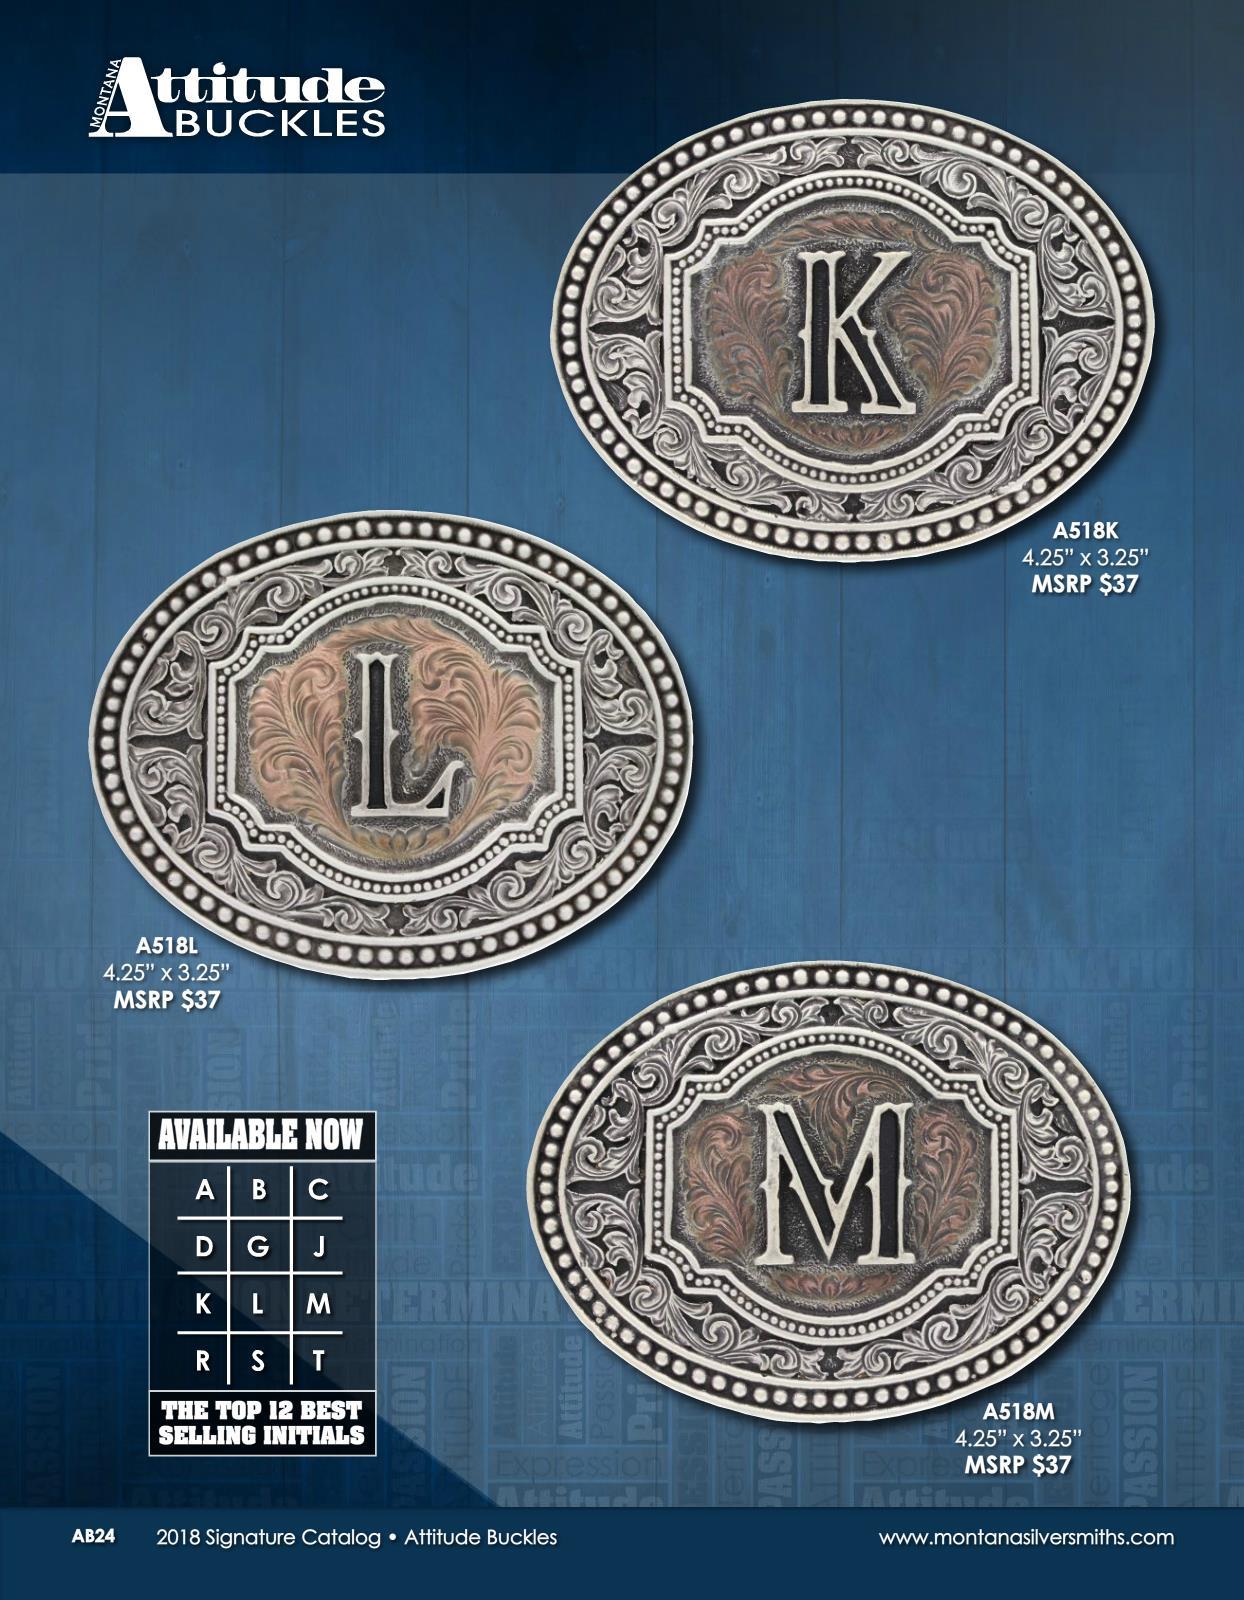 MONTANA
Attitude
BUCKLES
K
A518K
4.25” x 3.25”
MSRP $37
L
A518L
4.25” x 3.25”
MSRP $37
M
A518M
4.25” x 3.25”
MSRP $37
AVAILABLE NOW
A B C
D G J
K L M
R S T
THE TOP 12 BEST
SELLING INITIALS
AB24 2018 Signature Catalog • Attitude Buckles www.montanasilversmiths.com